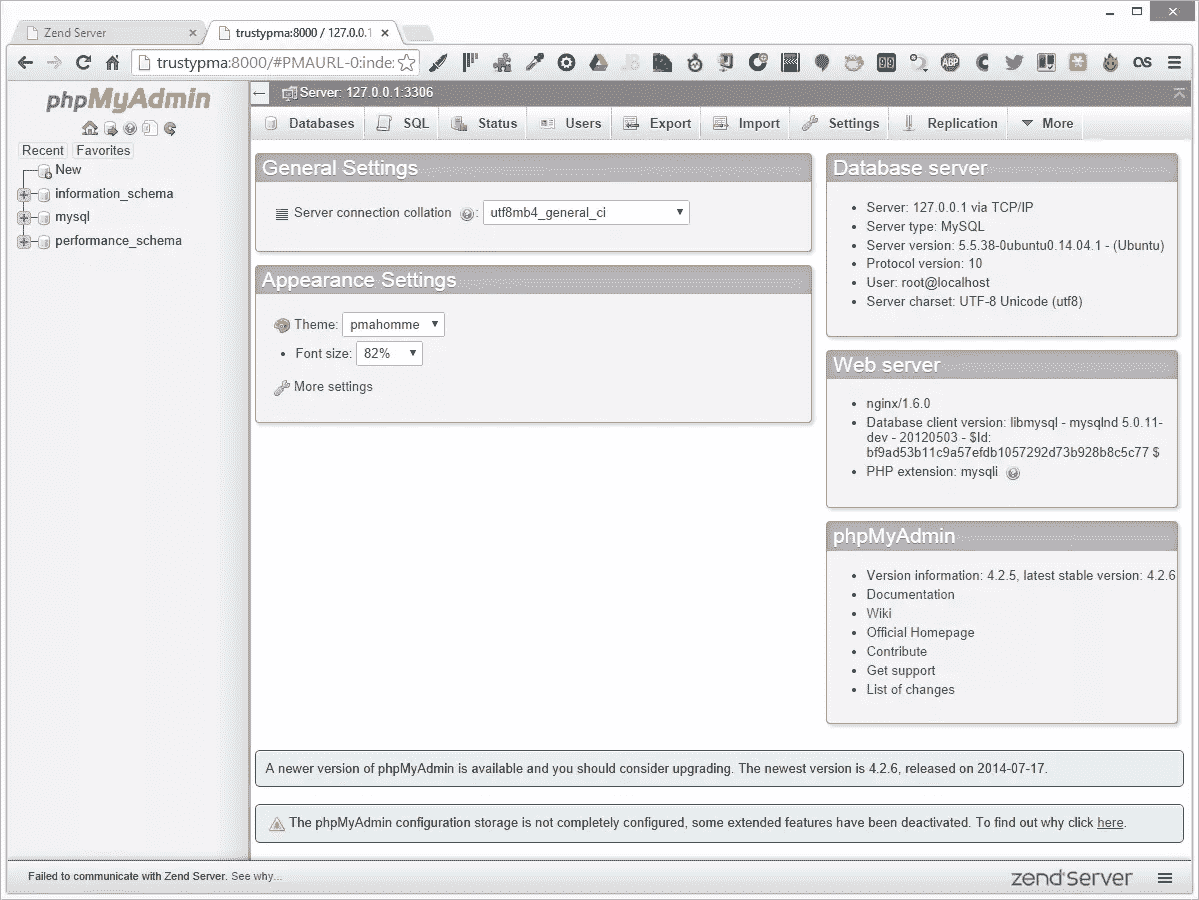 Zend Server
trustypma:8000 / 127.0.0.1
trustypma:8000/#PMAURL-0:inde:
ABP
phpMyAdmin
Recent Favorites
New
information_schema
mysql
performance_schema
Server: 127.0.0.1:3306
Databases SQL Status Users Export Import Settings Replication More
General Settings
Server connection collation : utf8mb4_general_ci
Appearance Settings
Theme: pmahomme
Font size: 82%
More settings
Database server
Server: 127.0.0.1 via TCP/IP
Server type: MySQL
Server version: 5.5.38-0ubuntu0.14.04.1 - (Ubuntu)
Protocol version: 10
User: root@localhost
Server charset: UTF-8 Unicode (utf8)
Web server
nginx/1.6.0
Database client version: libmysql - mysqlnd 5.0.11-
dev - 20120503 - $Id:
bf9ad53b11c9a57efdb1057292d73b928b8c5c77 $
PHP extension: mysqli
phpMyAdmin
Version information: 4.2.5, latest stable version: 4.2.6
Documentation
Wiki
Official Homepage
Contribute
Get support
List of changes
A newer version of phpMyAdmin is available and you should consider upgrading. The newest version is 4.2.6, released on 2014-07-17.
The phpMyAdmin configuration storage is not completely configured, some extended features have been deactivated. To find out why click here.
Failed to communicate with Zend Server. See why...
zend Server